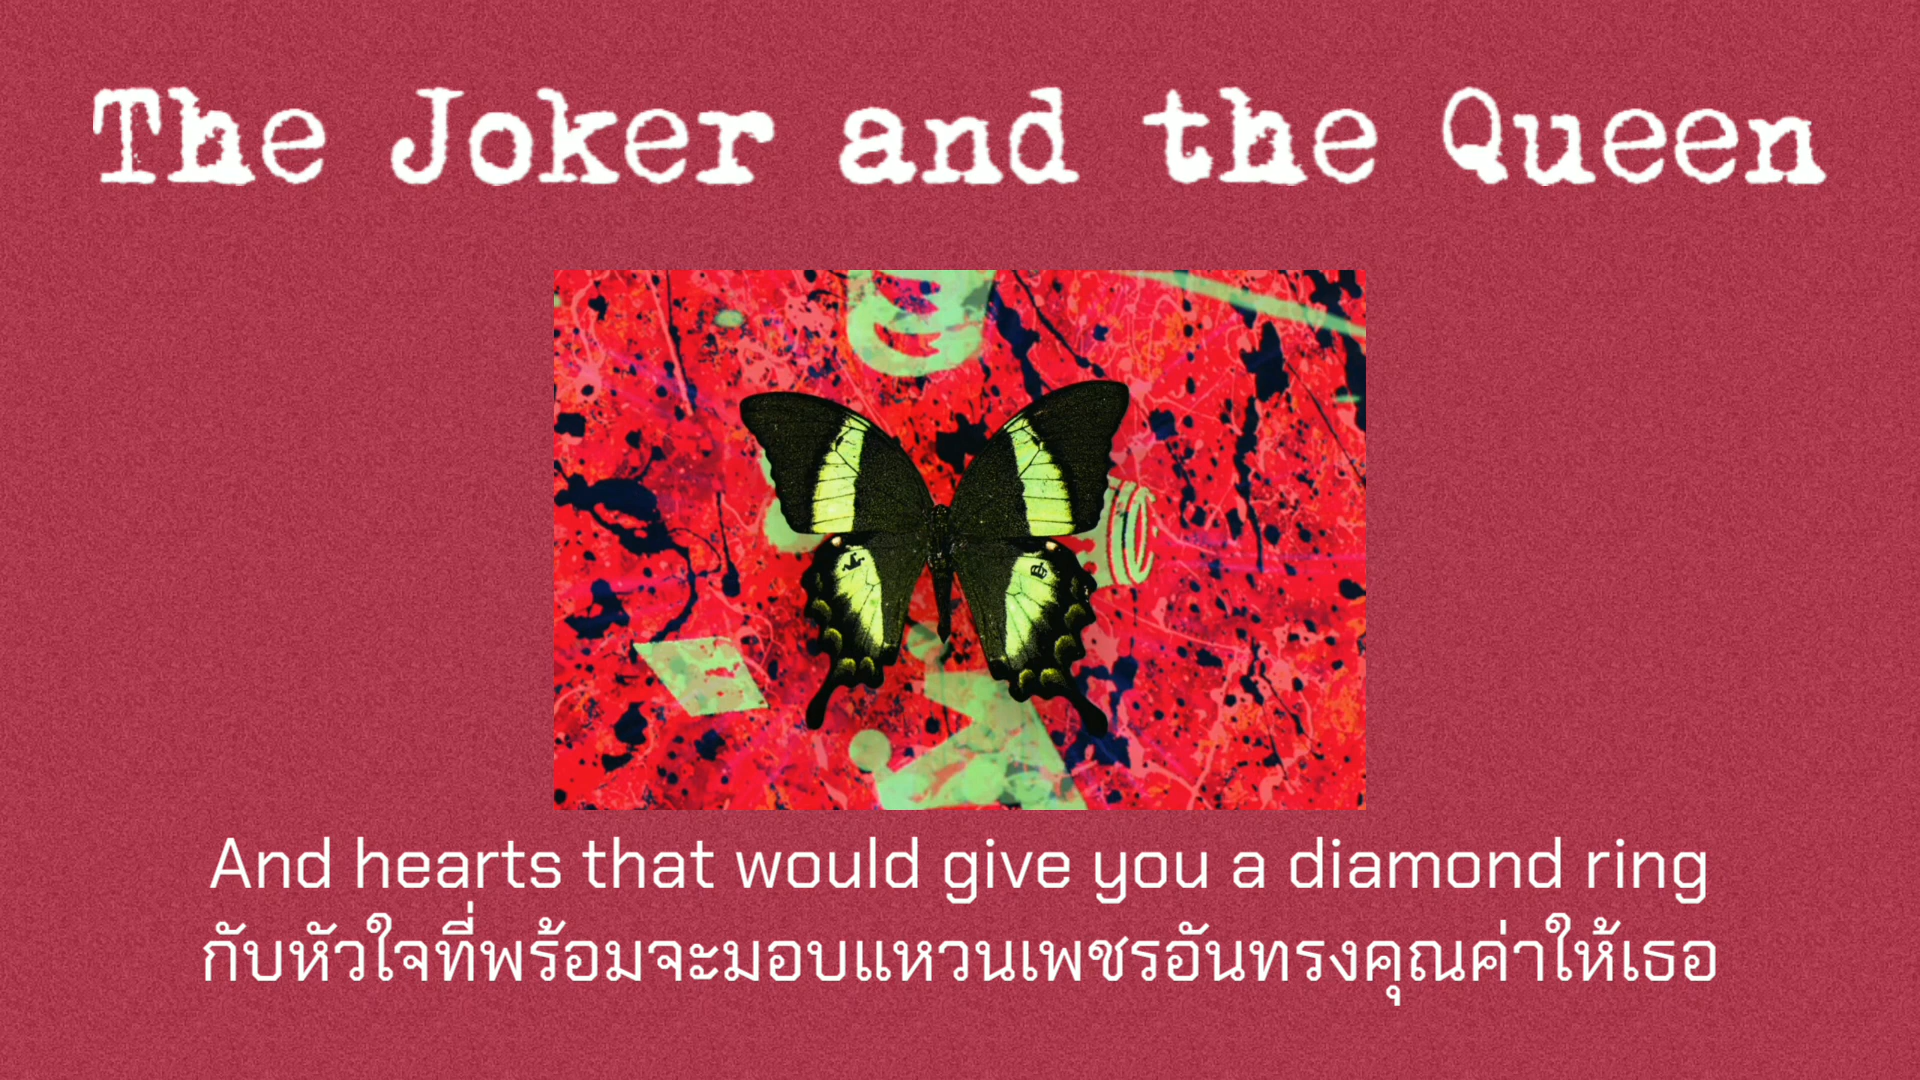 The Joker and the Queen
And hearts that would give you a diamond ring
กับหัวใจที่พร้อมจะมอบแหวนเพชรอันทรงคุณค่าให้เธอ